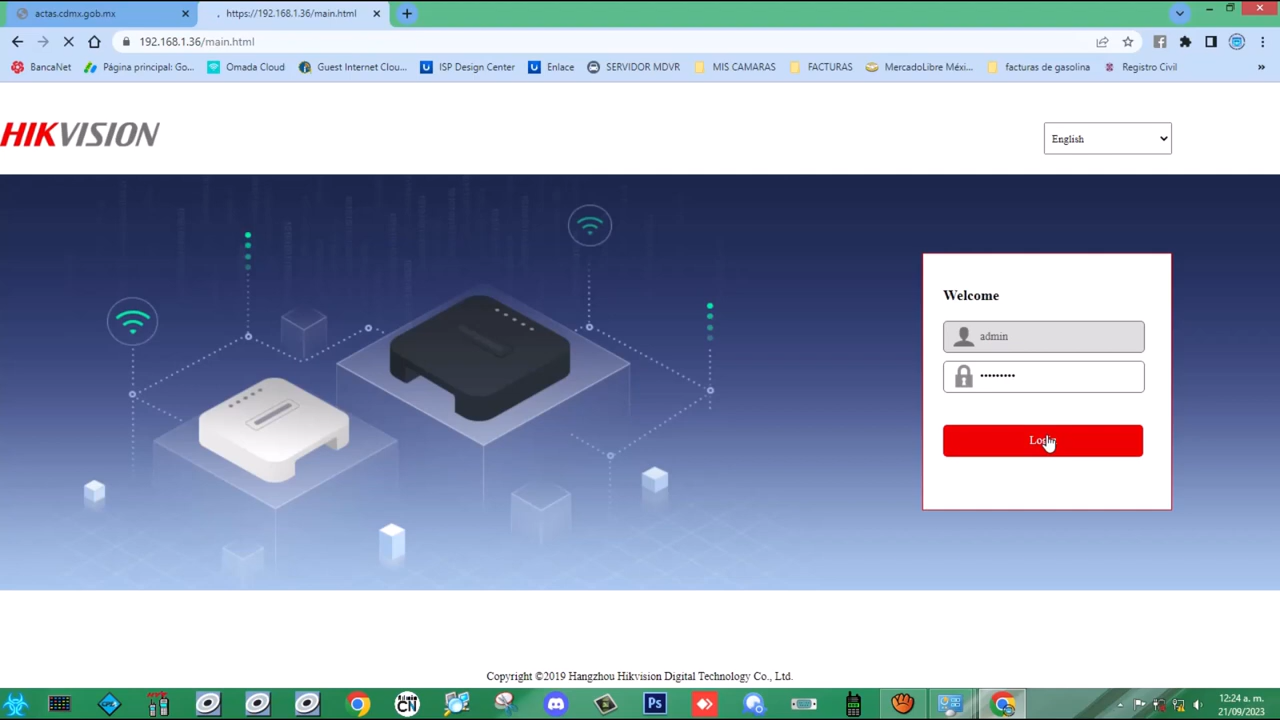 actas.cdmx.gob.mx
https://192.168.1.36/main.html
192.168.1.36/main.html
BancaNet
Página principal: Go...
Omada Cloud
Guest Internet Clou...
ISP Design Center
Enlace
SERVIDOR MDVR
MIS CAMARAS
FACTURAS
MercadoLibre Méxi...
facturas de gasolina
Registro Civil
»
HIKVISION
English
Welcome
admin
•••••••••
Login
Copyright ©2019 Hangzhou Hikvision Digital Technology Co., Ltd.
CN
Ps
12:24 a.m.
21/09/2023